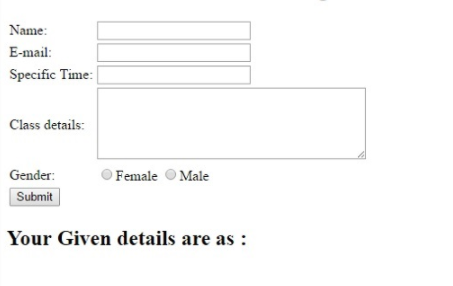 Name:
E-mail:
Specific Time:
Class details:
Gender: Female Male
Submit
Your Given details are as :